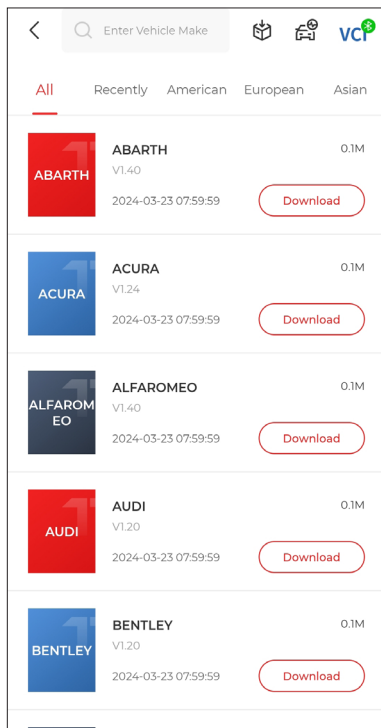 Enter Vehicle Make
VCI
All Recently American European Asian
ABARTH
ABARTH 0.1M
V1.40
2024-03-23 07:59:59 Download
ACURA
ACURA 0.1M
V1.24
2024-03-23 07:59:59 Download
ALFAROM
EO
ALFAROMEO 0.1M
V1.40
2024-03-23 07:59:59 Download
AUDI
AUDI 0.1M
V1.20
2024-03-23 07:59:59 Download
BENTLEY
BENTLEY 0.1M
V1.20
2024-03-23 07:59:59 Download